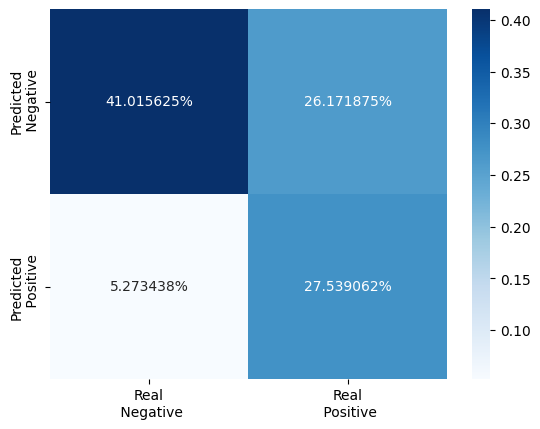 Predicted
Negative
41.015625%
26.171875%
Predicted
Positive
5.273438%
27.539062%
Real
Negative
Real
Positive
0.40
0.35
0.30
0.25
0.20
0.15
0.10